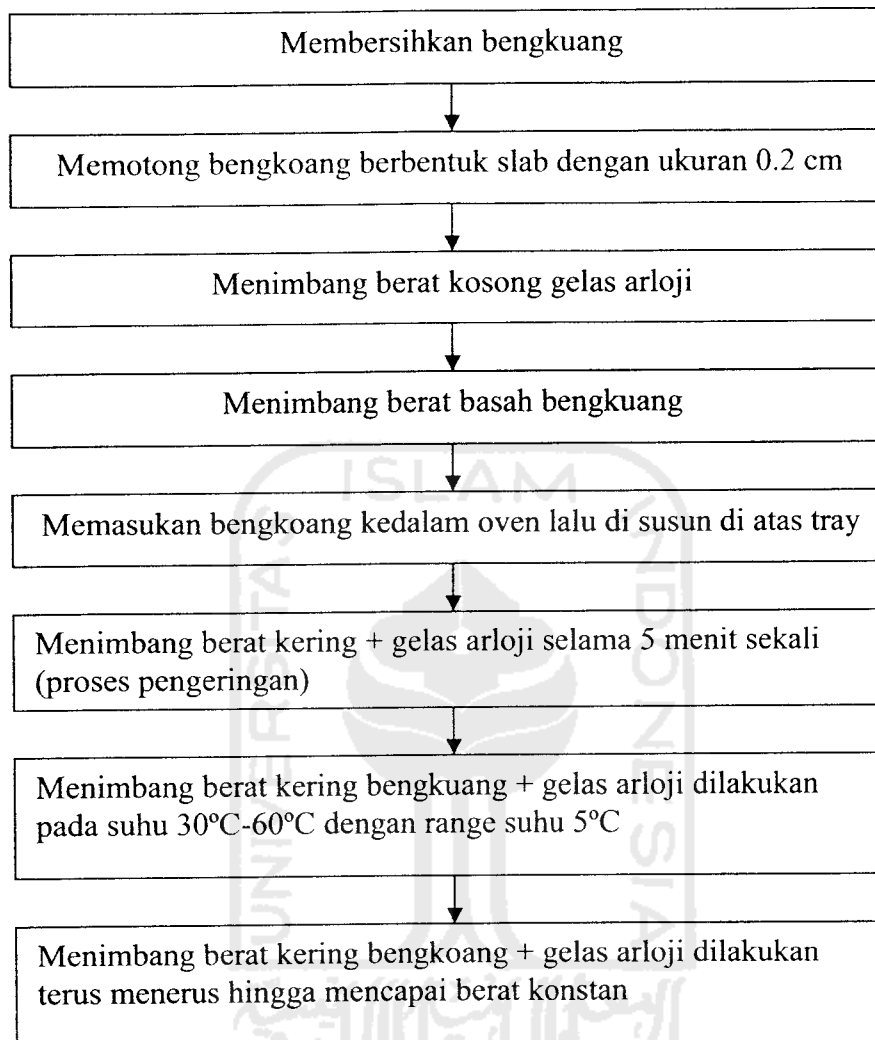 Membersihkan bengkuang
Memotong bengkoang berbentuk slab dengan ukuran 0.2 cm
Menimbang berat kosong gelas arloji
Menimbang berat basah bengkuang
Memasukan bengkoang kedalam oven lalu di susun di atas tray
Menimbang berat kering + gelas arloji selama 5 menit sekali
(proses pengeringan)
Menimbang berat kering bengkuang + gelas arloji dilakukan
pada suhu 30ºC-60ºC dengan range suhu 5ºC
Menimbang berat kering bengkoang + gelas arloji dilakukan
terus menerus hingga mencapai berat konstan
UNIVERSITAS
ISLAM
INDONESIA